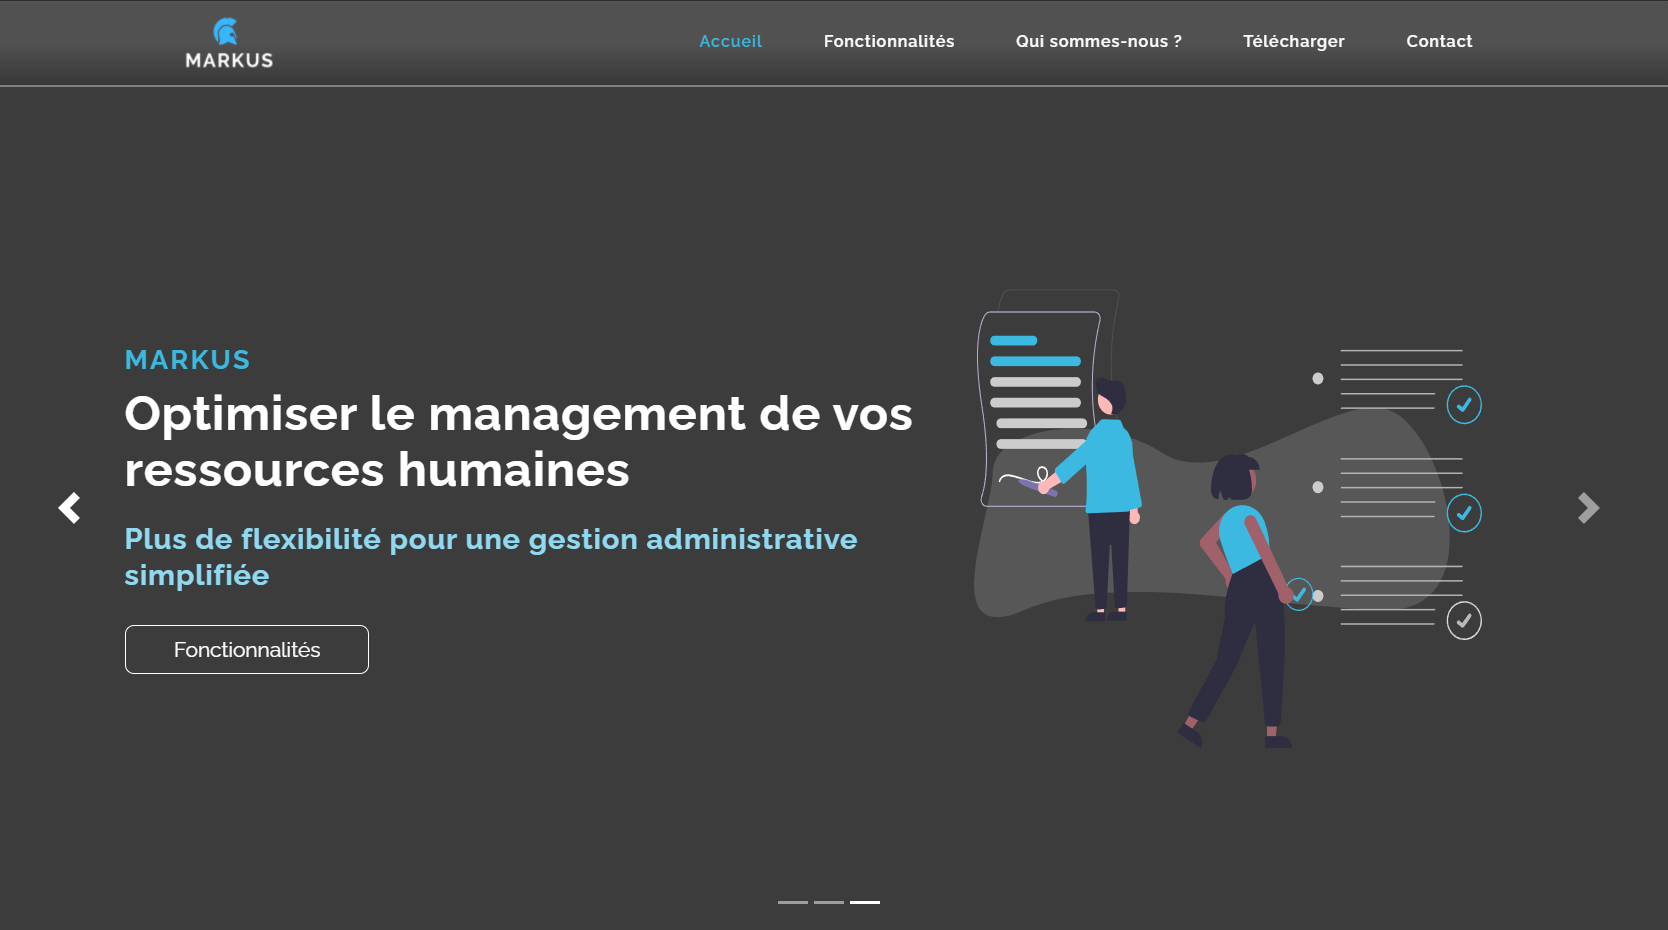 MARKUS
Accueil
Fonctionnalités
Qui sommes-nous ?
Télécharger
Contact
MARKUS
Optimiser le management de vos
ressources humaines
Plus de flexibilité pour une gestion administrative
simplifiée
Fonctionnalités